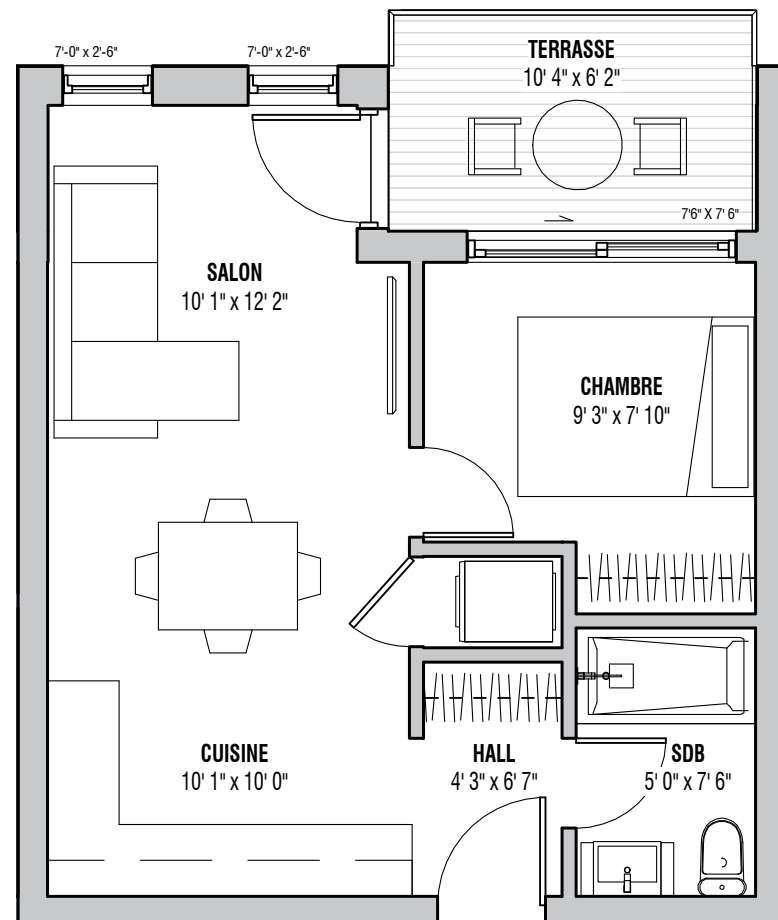 7'-0" x 2'-6"
7'-0" x 2'-6"
TERRASSE
10' 4" x 6' 2"
7'6" X 7' 6"
SALON
10' 1" x 12' 2"
CHAMBRE
9' 3" x 7' 10"
CUISINE
10' 1" x 10' 0"
HALL
4' 3" x 6' 7"
SDB
5' 0" x 7' 6"